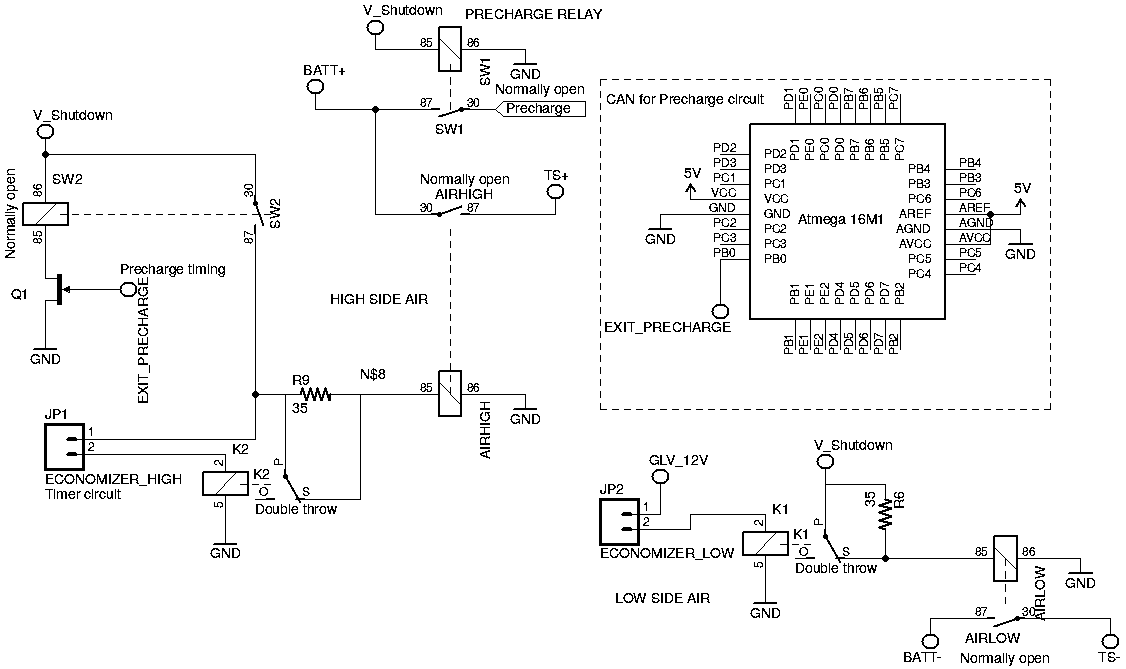 V_Shutdown
PRECHARGE RELAY
85
86
SW1
GND
BATT+
Normally open
87
30
Precharge
SW1
V_Shutdown
SW2
86
Normally open
85
30
SW2
87
Normally open
AIRHIGH
TS+
30
87
Q1
Precharge timing
EXIT_PRECHARGE
GND
HIGH SIDE AIR
R9
35
N$8
85
86
GND
AIRHIGH
JP1
1
2
ECONOMIZER_HIGH
Timer circuit
K2
2
K2
O
P
S
5
Double throw
GND
CAN for Precharge circuit
PD1
PE0
PC0
PD0
PB7
PB6
PB5
PC7
PD1
PE0
PC0
PD0
PB7
PB6
PB5
PC7
PD2
PD3
PC1
VCC
GND
PC2
PC3
PB0
PD2
PD3
PC1
VCC
GND
PC2
PC3
PB0
5V
GND
EXIT_PRECHARGE
Atmega 16M1
PB4
PB3
PC6
AREF
AGND
AVCC
PC5
PC4
PB4
PB3
PC6
AREF
AGND
AVCC
PC5
PC4
5V
GND
PB1
PE1
PE2
PD4
PD5
PD6
PD7
PB2
PB1
PE1
PE2
PD4
PD5
PD6
PD7
PB2
GLV_12V
JP2
1
2
ECONOMIZER_LOW
K1
2
K1
O
P
S
5
Double throw
GND
V_Shutdown
35
R6
LOW SIDE AIR
85
86
GND
AIRLOW
87
30
AIRLOW
Normally open
BATT-
TS-